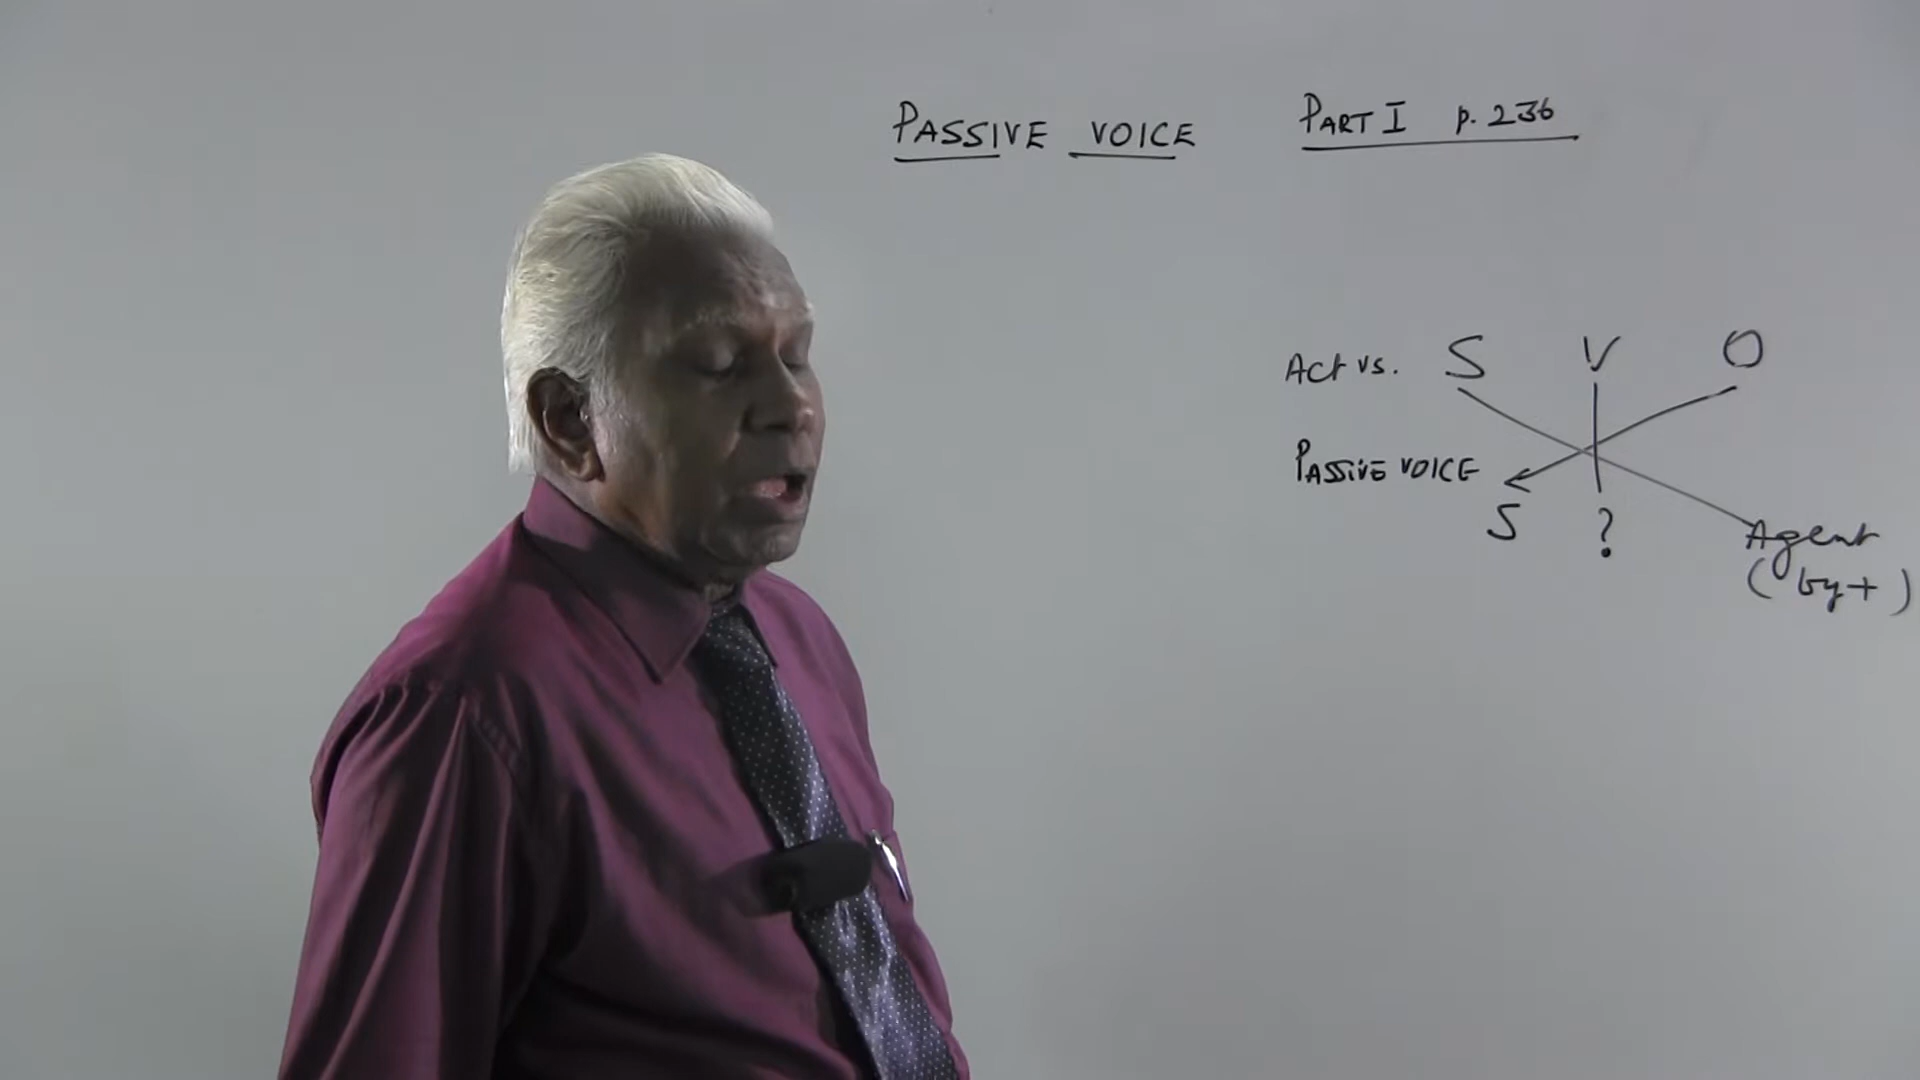 PASSIVE VOICE PART I p. 236
Act vs. S V O
PASSIVE VOICE
S ? Agent
(by+)